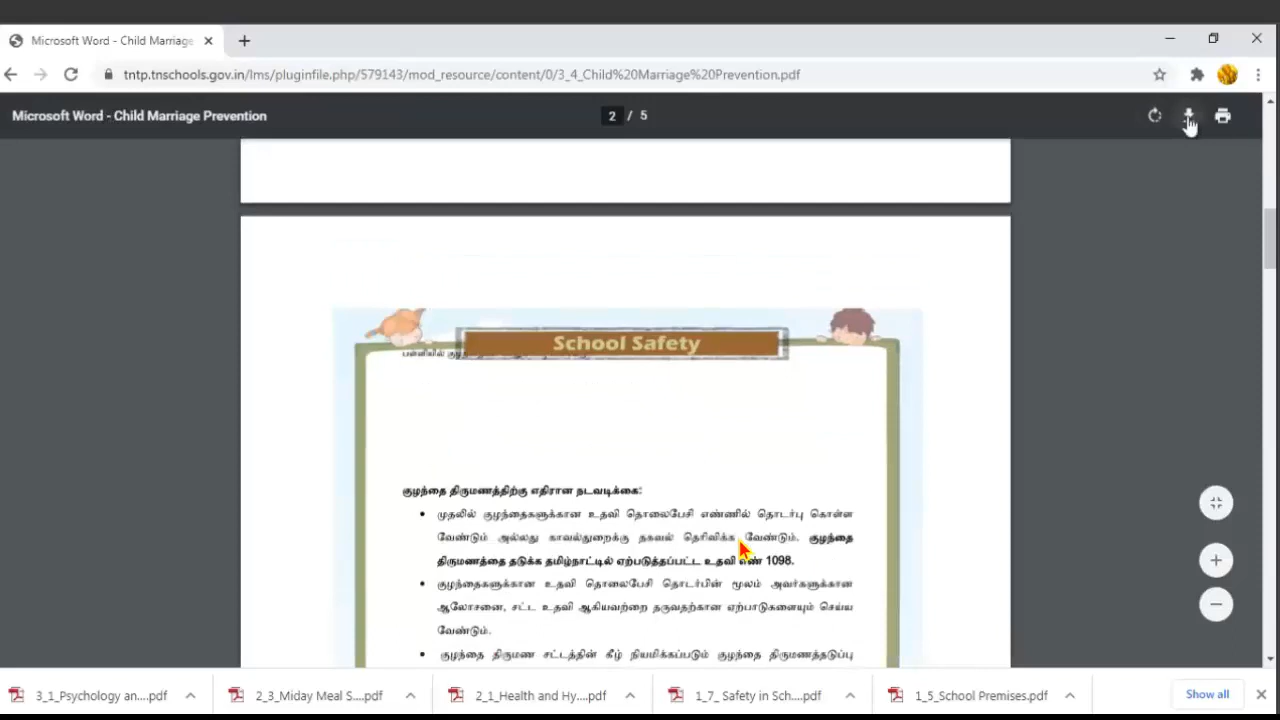 Microsoft Word - Child Marriage
tntp.tnschools.gov.in/lms/pluginfile.php/579143/mod_resource/content/0/3_4_Child%20Marriage%20Prevention.pdf
Microsoft Word - Child Marriage Prevention
2 / 5
School Safety
பள்ளியில்
குழந்தை திருமணத்திற்கு எதிரான நடவடிக்கை:
• முதலில் குழந்தைகளுக்கான உதவி தொலைபேசி எண்ணில் தொடர்பு கொள்ள
வேண்டும் அல்லது காவல்துறைக்கு தகவல் தெரிவிக்க வேண்டும். குழந்தை
திருமணத்தை தடுக்க தமிழ்நாட்டில் ஏற்படுத்தப்பட்ட உதவி எண் 1098.
• குழந்தைகளுக்கான உதவி தொலைபேசி தொடர்பின் மூலம் அவர்களுக்கான
ஆலோசனை, சட்ட உதவி ஆகியவற்றை தருவதற்கான ஏற்பாடுகளையும் செய்ய
வேண்டும்.
• குழந்தை திருமண சட்டத்தின் கீழ் நியமிக்கப்படும் குழந்தை திருமணத்தடுப்பு
3_1_Psychology an....pdf 2_3_Miday Meal S....pdf 2_1_Health and Hy....pdf 1_7_ Safety in Sch....pdf 1_5_School Premises.pdf Show all